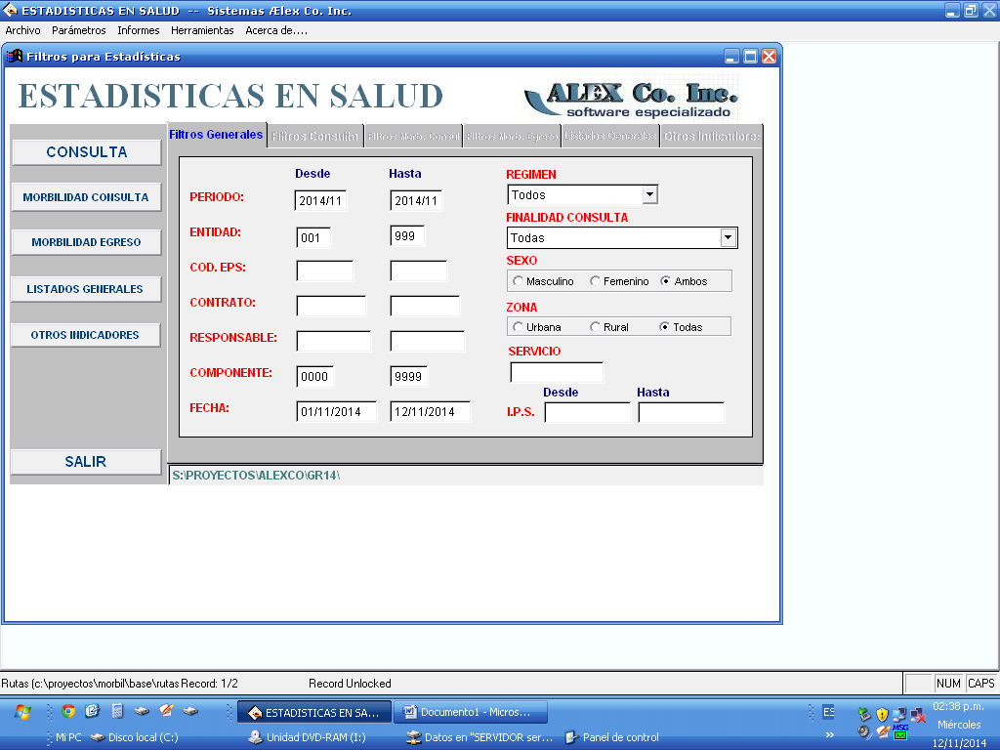 ESTADISTICAS EN SALUD -- Sistemas Ælex Co. Inc.
Archivo Parámetros Informes Herramientas Acerca de....
Filtros para Estadísticas
ESTADISTICAS EN SALUD
ALEX Co. Inc.
software especializado
Filtros Generales Filtros Consulta Filtros Morb. Consul Filtros Morb. Egreso Listados Generales Otros Indicadores
CONSULTA
MORBILIDAD CONSULTA
MORBILIDAD EGRESO
LISTADOS GENERALES
OTROS INDICADORES
SALIR
Desde Hasta
PERIODO: 2014/11 2014/11
ENTIDAD: 001 999
COD. EPS:
CONTRATO:
RESPONSABLE:
COMPONENTE: 0000 9999
FECHA: 01/11/2014 12/11/2014
REGIMEN
Todos
FINALIDAD CONSULTA
Todas
SEXO
Masculino Femenino Ambos
ZONA
Urbana Rural Todas
SERVICIO
Desde Hasta
I.P.S.
S:\PROYECTOS\ALEXCO\GR14\
Rutas (c:\proyectos\morbil\base\rutas Record: 1/2 Record Unlocked NUM CAPS
ESTADISTICAS EN SA... Documento1 - Micros... ES 02:38 p.m.
Miércoles
Mi PC Disco local (C:) Unidad DVD-RAM (I:) Datos en "SERVIDOR ser... Panel de control » MSG 12/11/2014